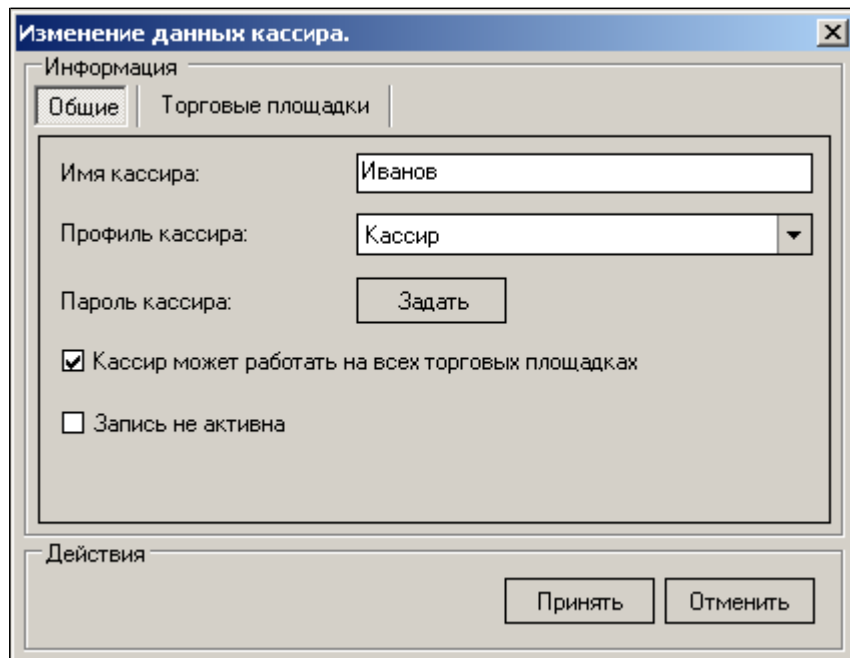 Изменение данных кассира.
Информация
Общие Торговые площадки
Имя кассира: Иванов
Профиль кассира: Кассир
Пароль кассира: Задать
Кассир может работать на всех торговых площадках
Запись не активна
Действия
Принять Отменить